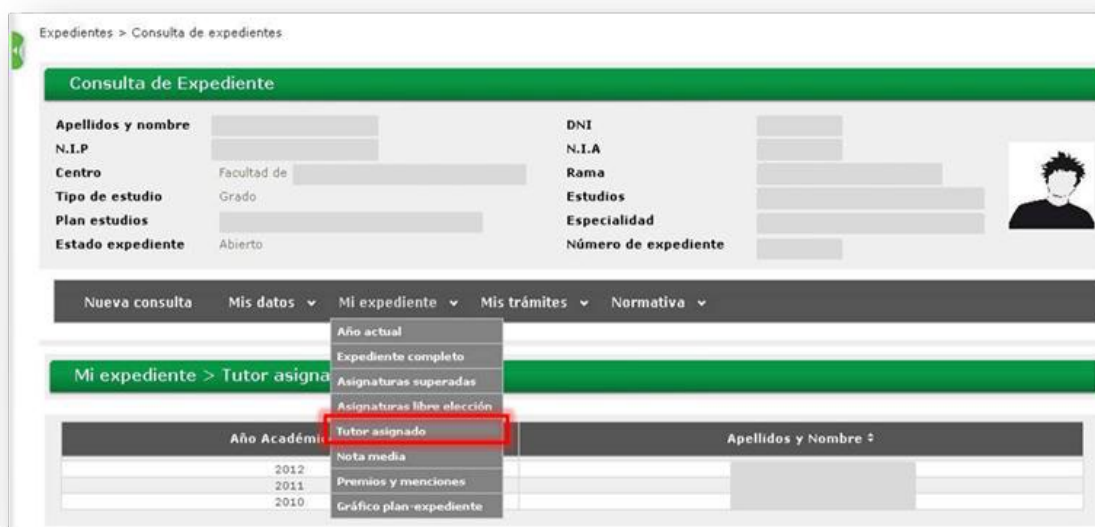 Expedientes > Consulta de expedientes
Consulta de Expediente
Apellidos y nombre
DNI
N.I.P
N.I.A
Centro Facultad de
Rama
Tipo de estudio Grado
Estudios
Plan estudios
Especialidad
Estado expediente Abierto
Número de expediente
Nueva consulta Mis datos Mi expediente Mis trámites Normativa
Año actual
Expediente completo
Mi expediente > Tutor asigna
Asignaturas superadas
Asignaturas libre elección
Tutor asignado
Año Académi
Apellidos y Nombre
Nota media
2012
Premios y menciones
2011
Gráfico plan-expediente
2010